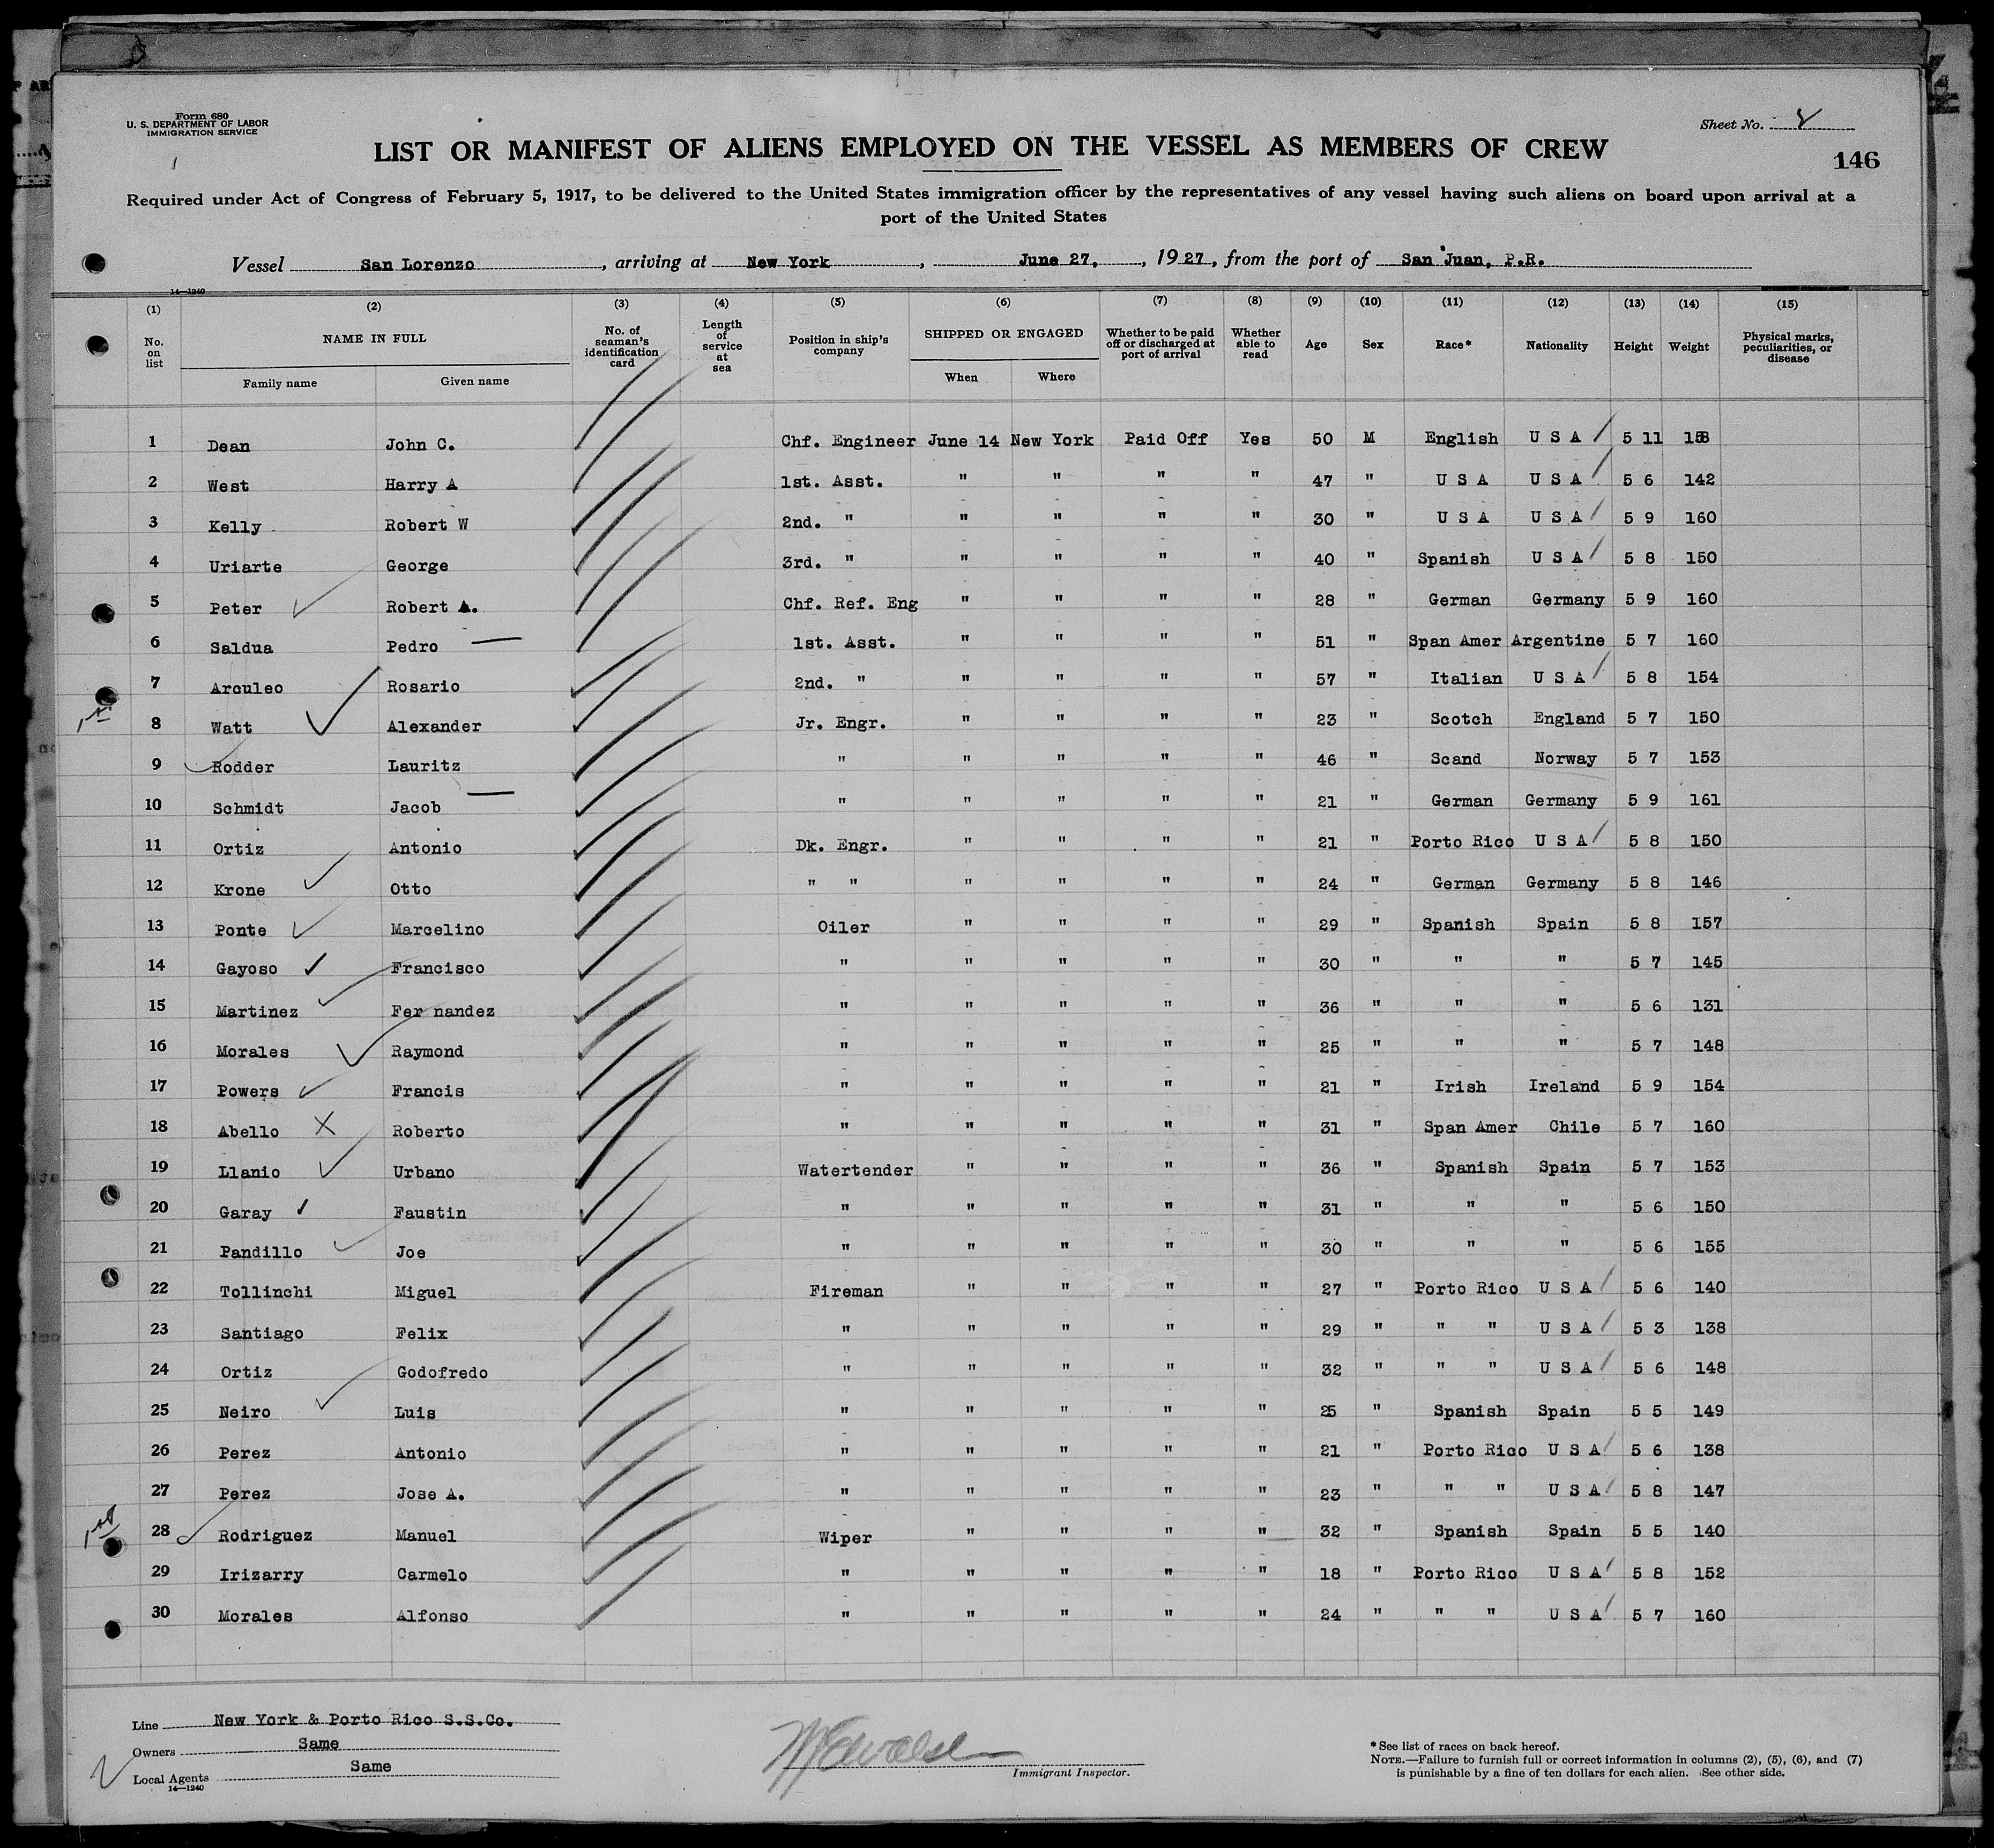 Form 680
U. S. DEPARTMENT OF LABOR
IMMIGRATION SERVICE
Sheet No.
LIST OR MANIFEST OF ALIENS EMPLOYED ON THE VESSEL AS MEMBERS OF CREW
146
Required under Act of Congress of February 5, 1917, to be delivered to the United States immigration officer by the representatives of any vessel having such aliens on board upon arrival at a
port of the United States
Vessel San Lorenzo, arriving at New York, June 27, , 1927, from the port of San Juan, P.R.
14—1240
(1) (2) (3) (4) (5) (6) (7) (8) (9) (10) (11) (12) (13) (14) (15)
No. on list NAME IN FULL Family name Given name No. of seaman's identification card Length of service at sea Position in ship's company SHIPPED OR ENGAGED When Where Whether to be paid off or discharged at port of arrival Whether able to read Age Sex Race* Nationality Height Weight Physical marks, peculiarities, or disease
1 Dean John C. Chf. Engineer June 14 New York Paid Off Yes 50 M English U S A 5 11 158
2 West Harry A 1st. Asst. " " " " 47 " U S A U S A 5 6 142
3 Kelly Robert W 2nd. " " " " " 30 " U S A U S A 5 9 160
4 Uriarte George 3rd. " " " " " 40 " Spanish U S A 5 8 150
5 Peter Robert A. Chf. Ref. Eng " " " " 28 " German Germany 5 9 160
6 Saldua Pedro 1st. Asst. " " " " 51 " Span Amer Argentine 5 7 160
7 Arculeo Rosario 2nd. " " " " " 57 " Italian U S A 5 8 154
1st 8 Watt Alexander Jr. Engr. " " " " 23 " Scotch England 5 7 150
9 Rodder Lauritz " " " " " 46 " Scand Norway 5 7 153
10 Schmidt Jacob " " " " " 21 " German Germany 5 9 161
11 Ortiz Antonio Dk. Engr. " " " " 21 " Porto Rico U S A 5 8 150
12 Krone Otto " " " " " " 24 " German Germany 5 8 146
13 Ponte Marcelino Oiler " " " " 29 " Spanish Spain 5 8 157
14 Gayoso Francisco " " " " " 30 " " " 5 7 145
15 Martinez Fer nandez " " " " " 36 " " " 5 6 131
16 Morales Raymond " " " " " 25 " " " 5 7 148
17 Powers Francis " " " " " 21 " Irish Ireland 5 9 154
18 Abello Roberto " " " " " 31 " Span Amer Chile 5 7 160
19 Llanio Urbano Watertender " " " " 36 " Spanish Spain 5 7 153
20 Garay Faustin " " " " " 31 " " " 5 6 150
21 Pandillo Joe " " " " " 30 " " " 5 6 155
22 Tollinchi Miguel Fireman " " " " 27 " Porto Rico U S A 5 6 140
23 Santiago Felix " " " " " 29 " " " U S A 5 3 138
24 Ortiz Godofredo " " " " " 32 " " " U S A 5 6 148
25 Neiro Luis " " " " " 25 " Spanish Spain 5 5 149
26 Perez Antonio " " " " " 21 " Porto Rico U S A 5 6 138
27 Perez Jose A. " " " " " 23 " " " U S A 5 8 147
1st 28 Rodriguez Manuel Wiper " " " " 32 " Spanish Spain 5 5 140
29 Irizarry Carmelo " " " " " 18 " Porto Rico U S A 5 8 152
30 Morales Alfonso " " " " " 24 " " " U S A 5 7 160
Line New York & Porto Rico S.S.Co.
Owners Same
Local Agents Same
14—1240
Immigrant Inspector.
*See list of races on back hereof.
NOTE.—Failure to furnish full or correct information in columns (2), (5), (6), and (7)
is punishable by a fine of ten dollars for each alien. See other side.